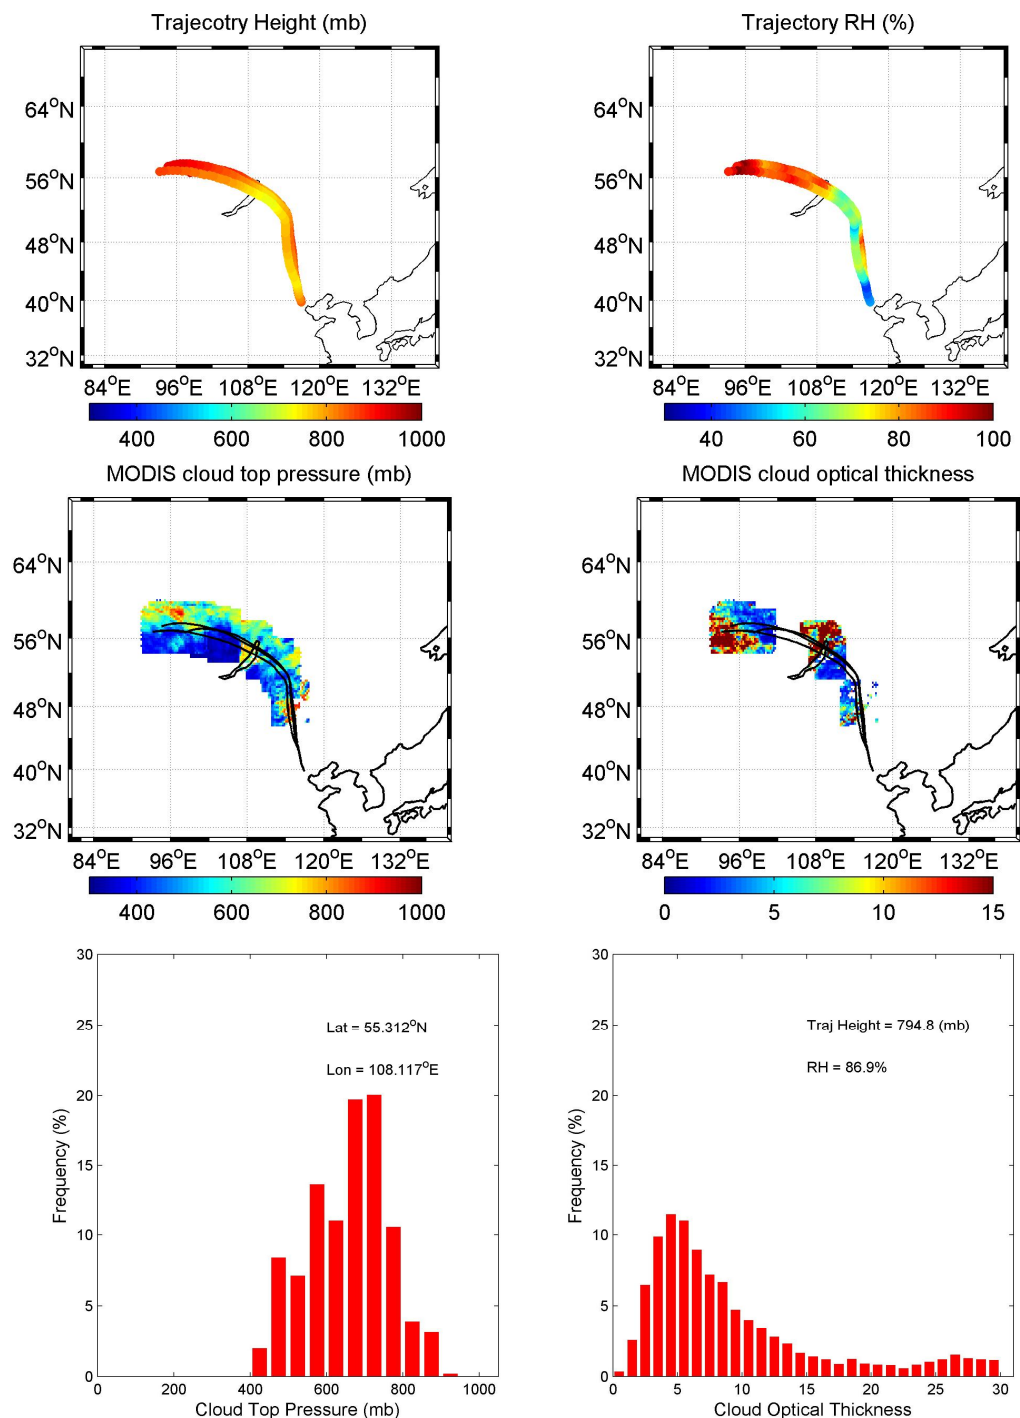 Trajecotry Height (mb)
Trajectory RH (%)
64°N
56°N
48°N
40°N
32°N
84°E 96°E 108°E 120°E 132°E
400 600 800 1000
64°N
56°N
48°N
40°N
32°N
84°E 96°E 108°E 120°E 132°E
40 60 80 100
MODIS cloud top pressure (mb)
MODIS cloud optical thickness
64°N
56°N
48°N
40°N
32°N
84°E 96°E 108°E 120°E 132°E
400 600 800 1000
64°N
56°N
48°N
40°N
32°N
84°E 96°E 108°E 120°E 132°E
0 5 10 15
30
25
20
15
10
5
0
Frequency (%)
Lat = 55.312°N
Lon = 108.117°E
0 200 400 600 800 1000
Cloud Top Pressure (mb)
30
25
20
15
10
5
0
Frequency (%)
Traj Height = 794.8 (mb)
RH = 86.9%
0 5 10 15 20 25 30
Cloud Optical Thickness